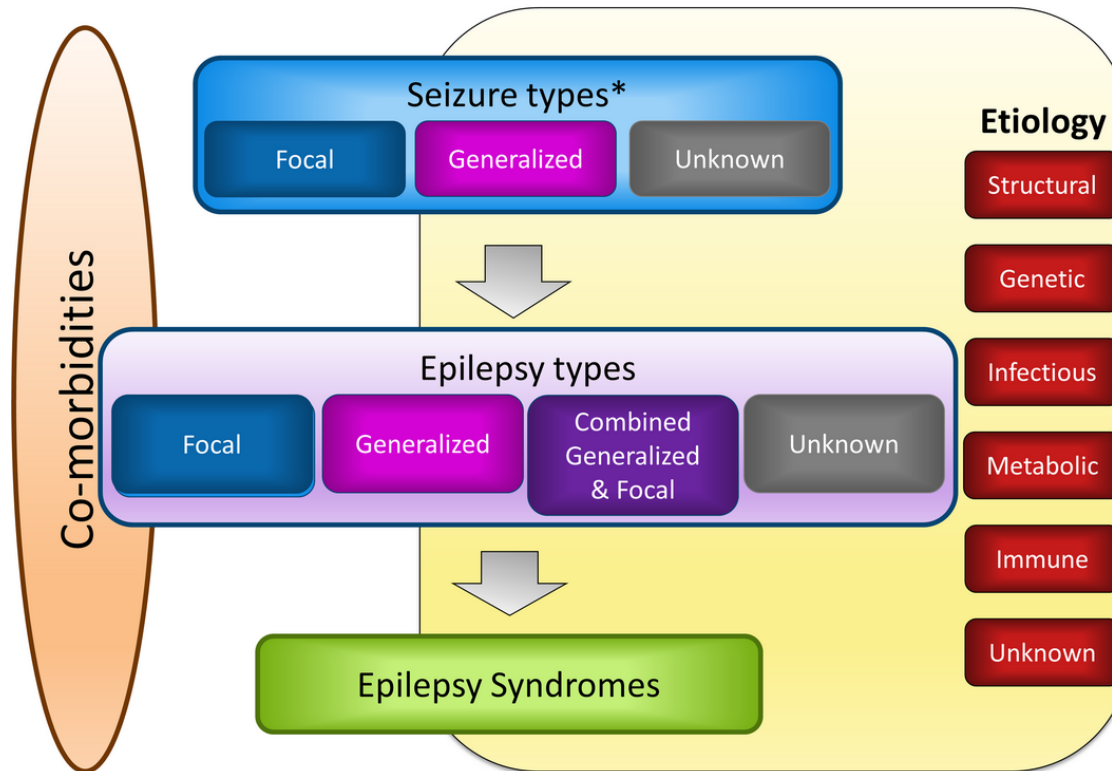 Co-morbidities
Seizure types*
Focal
Generalized
Unknown
Epilepsy types
Focal
Generalized
Combined
Generalized
& Focal
Unknown
Epilepsy Syndromes
Etiology
Structural
Genetic
Infectious
Metabolic
Immune
Unknown